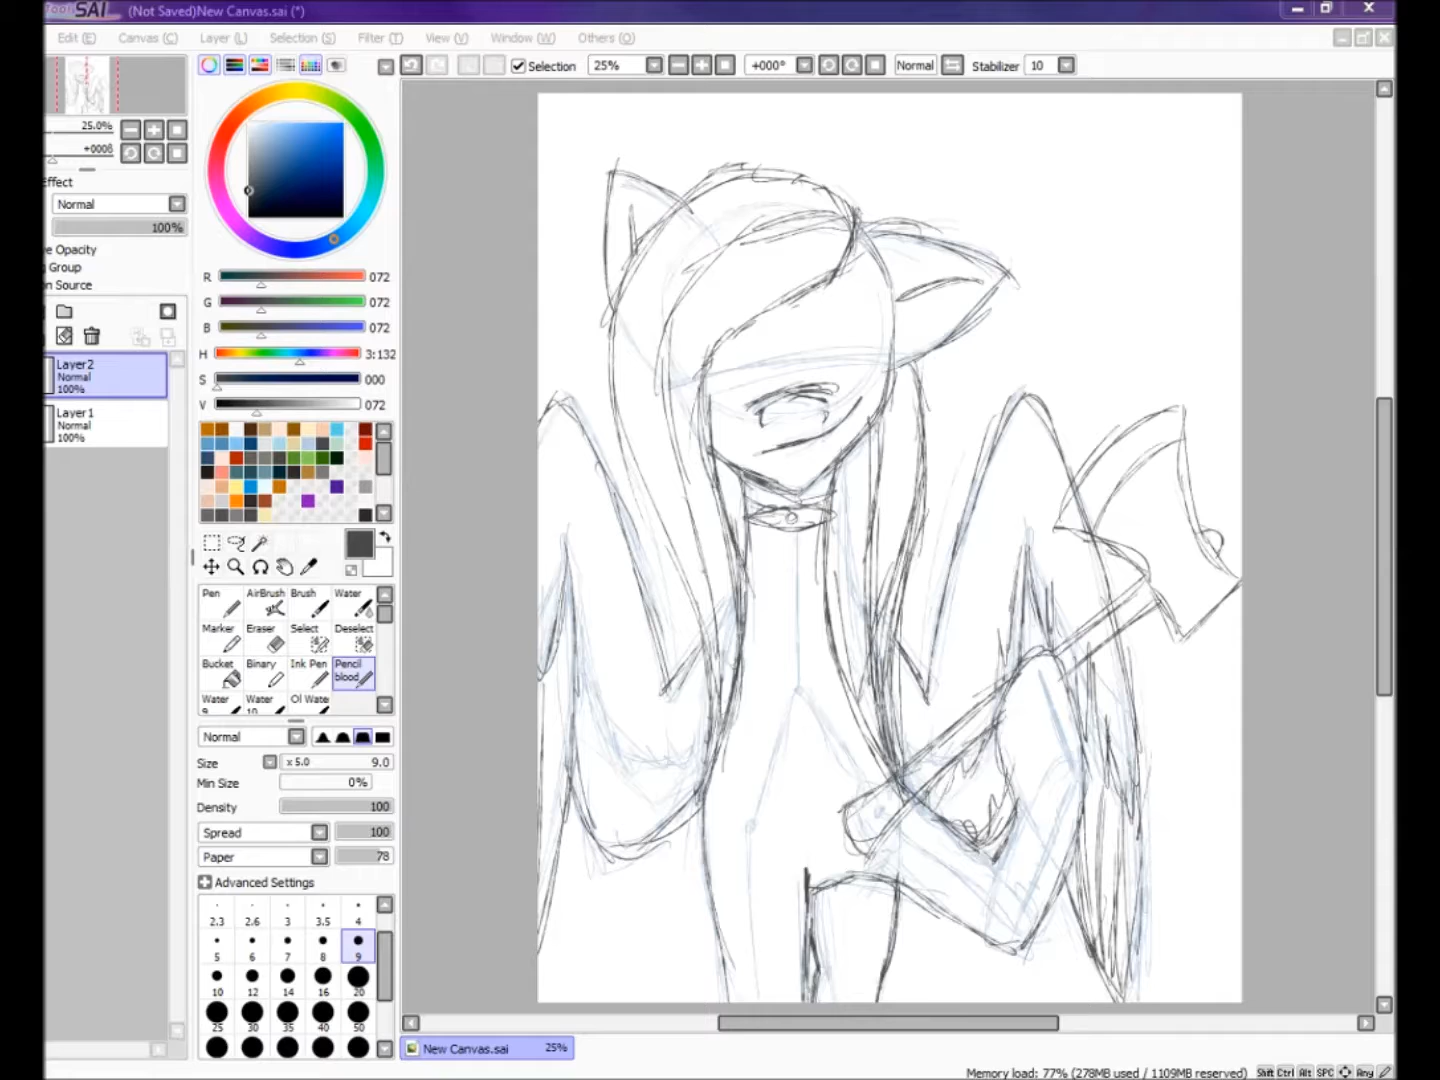 SAI (Not Saved)New Canvas.sai (*)
Edit (E) Canvas (C) Layer (L) Selection (S) Filter (T) View (V) Window (W) Others (O)
Selection 25% +000° Normal Stabilizer 10
25.0%
+000ß
Effect
Normal
100%
e Opacity
Group
n Source
Layer2
Normal
100%
Layer1
Normal
100%
R 072
G 072
B 072
H 3:132
S 000
V 072
Pen AirBrush Brush Water
Marker Eraser Select Deselect
Bucket Binary Ink Pen Pencil blood
Water 9 Water 10 Ol Wate
Normal
Size x 5.0 9.0
Min Size 0%
Density 100
Spread 100
Paper 78
Advanced Settings
2.3 2.6 3 3.5 4
5 6 7 8 9
10 12 14 16 20
25 30 35 40 50
New Canvas.sai 25%
Memory load: 77% (278MB used / 1109MB reserved) Shift Ctrl Alt SPC Any